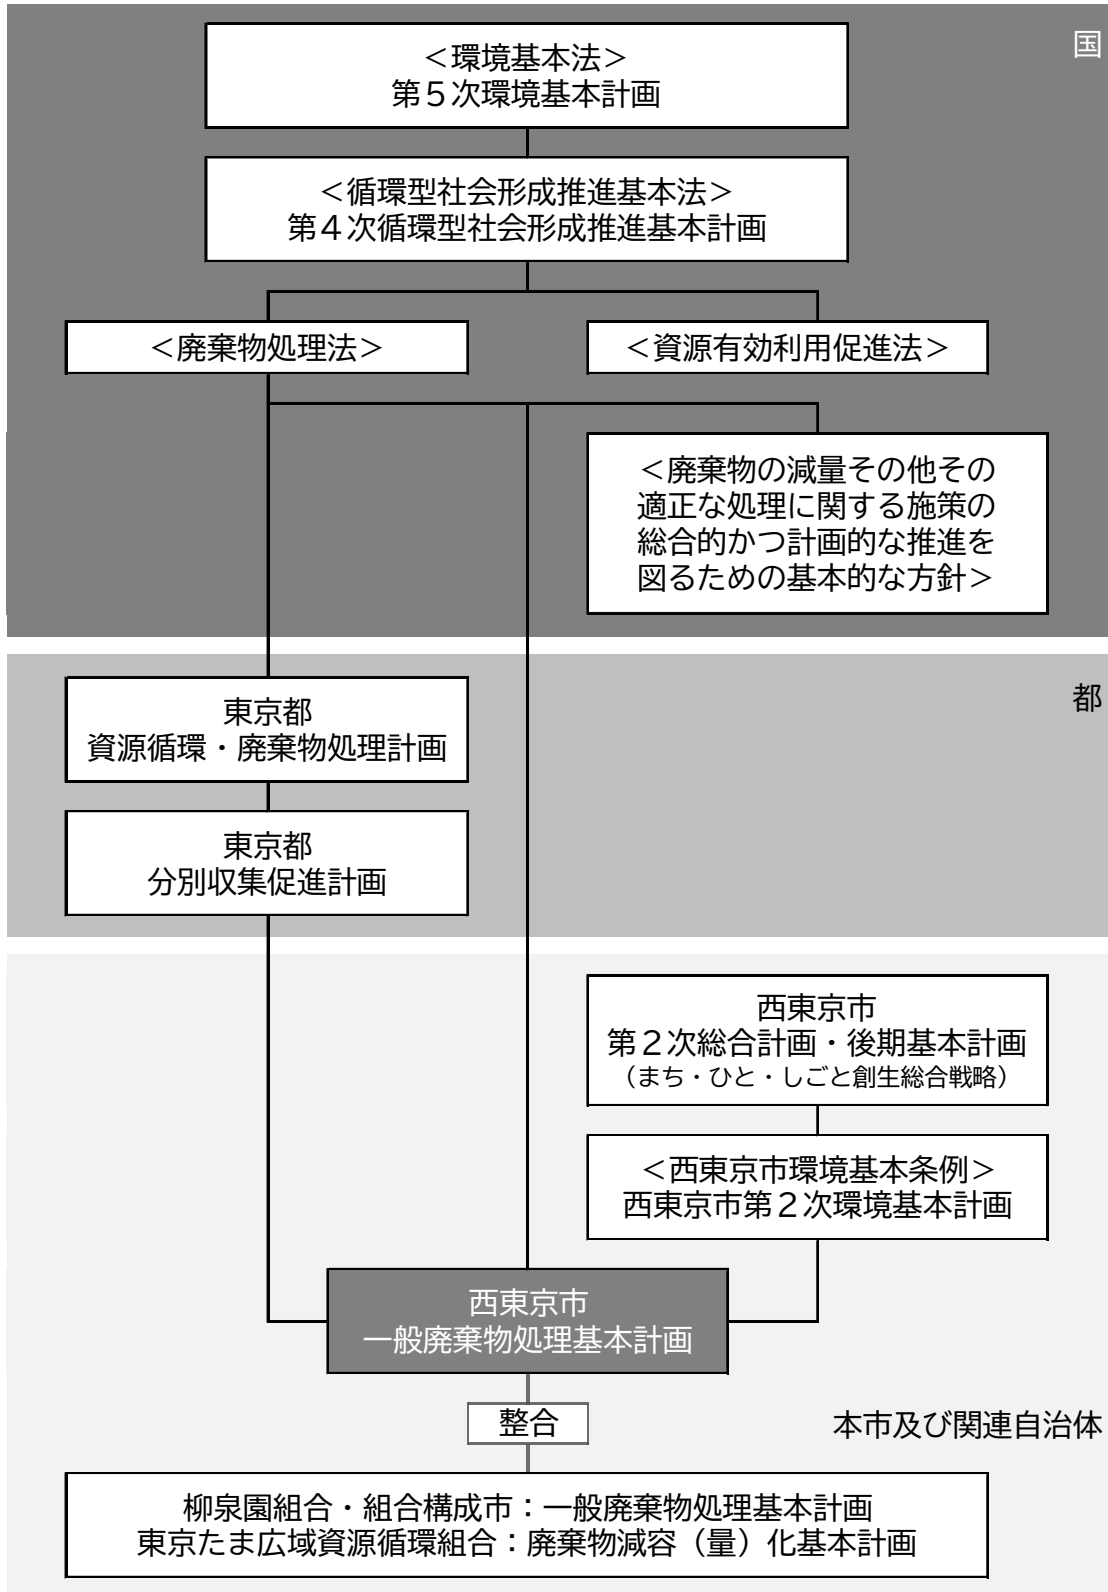 国
＜環境基本法＞
第５次環境基本計画
＜循環型社会形成推進基本法＞
第４次循環型社会形成推進基本計画
＜廃棄物処理法＞
＜資源有効利用促進法＞
＜廃棄物の減量その他その
適正な処理に関する施策の
総合的かつ計画的な推進を
図るための基本的な方針＞
都
東京都
資源循環・廃棄物処理計画
東京都
分別収集促進計画
西東京市
第２次総合計画・後期基本計画
（まち・ひと・しごと創生総合戦略）
＜西東京市環境基本条例＞
西東京市第２次環境基本計画
西東京市
一般廃棄物処理基本計画
整合
本市及び関連自治体
柳泉園組合・組合構成市：一般廃棄物処理基本計画
東京たま広域資源循環組合：廃棄物減容（量）化基本計画